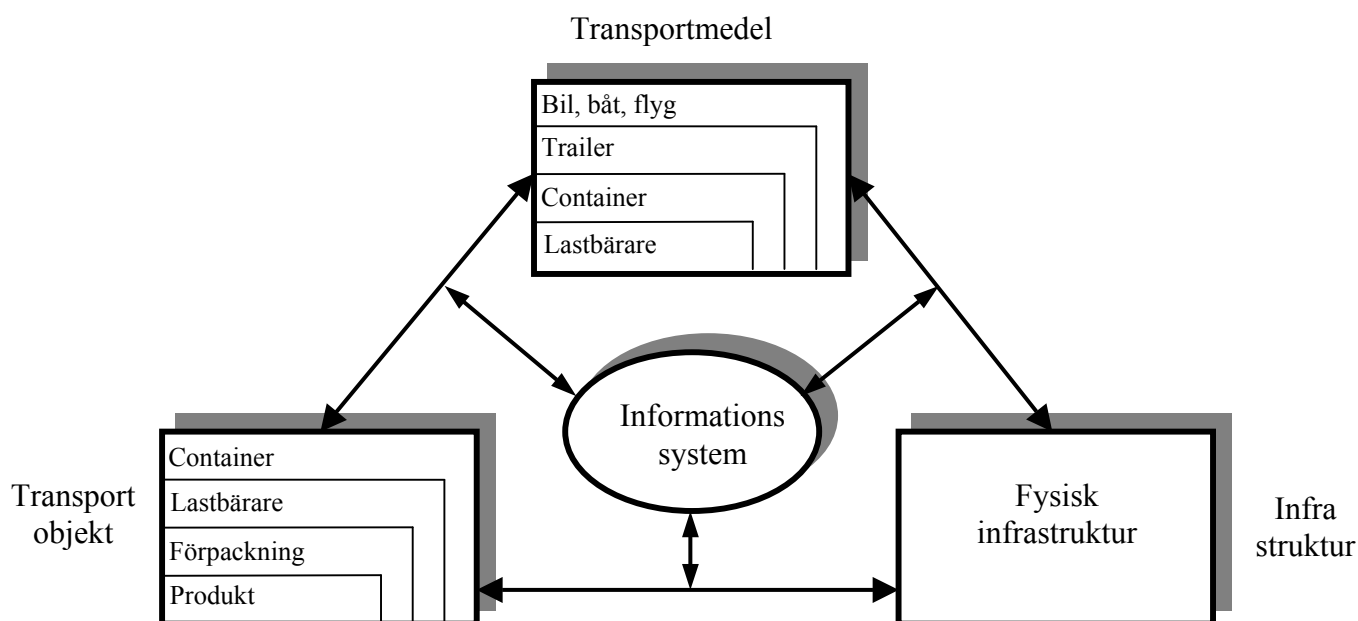 Transportmedel
Bil, båt, flyg
Trailer
Container
Lastbärare
Informations
system
Transport
objekt
Container
Lastbärare
Förpackning
Produkt
Fysisk
infrastruktur
Infra
struktur